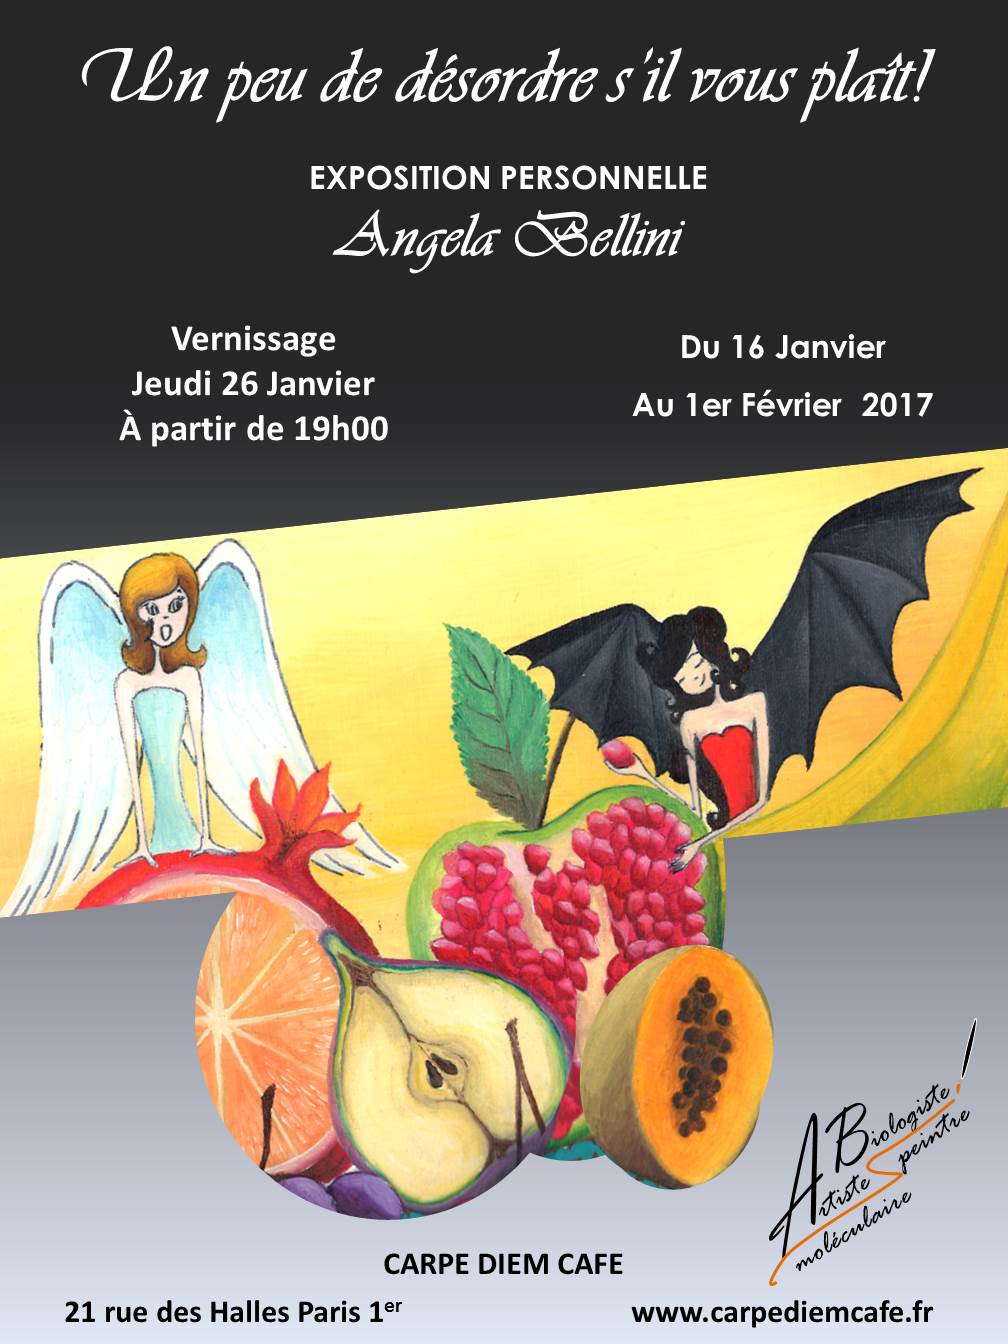 Un peu de désordre s'il vous plaît!
EXPOSITION PERSONNELLE
Angela Bellini
Vernissage
Jeudi 26 Janvier
À partir de 19h00
Du 16 Janvier
Au 1er Février 2017
A Biologiste
Artiste peintre
moléculaire
CARPE DIEM CAFE
21 rue des Halles Paris 1er
www.carpediemcafe.fr